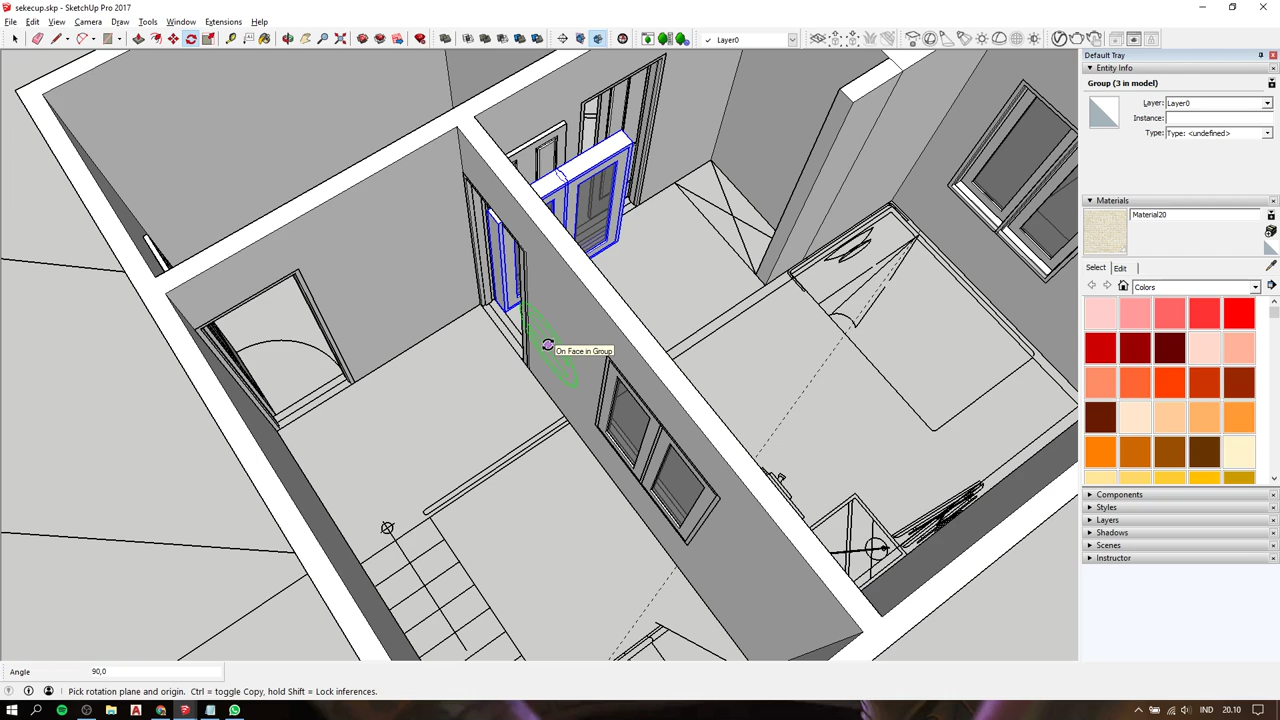 sekecup.skp - SketchUp Pro 2017
File Edit View Camera Draw Tools Window Extensions Help
Layer0
Default Tray
Entity Info
Group (3 in model)
Layer: Layer0
Instance:
Type: Type: <undefined>
Materials
Material20
Select Edit
Colors
On Face in Group
Components
Styles
Layers
Shadows
Scenes
Instructor
Angle 90,0
Pick rotation plane and origin. Ctrl = toggle Copy, hold Shift = Lock inferences.
IND 20.10